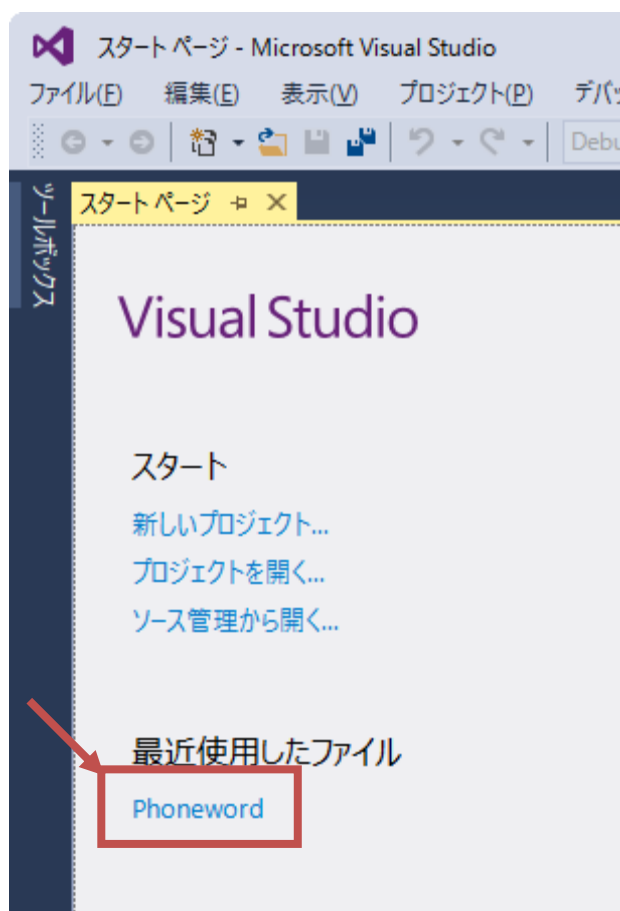 スタート ページ - Microsoft Visual Studio
ファイル(F) 編集(E) 表示(V) プロジェクト(P) デバッ
Debu
ツールボックス
スタート ページ
Visual Studio
スタート
新しいプロジェクト...
プロジェクトを開く...
ソース管理から開く...
最近使用したファイル
Phoneword